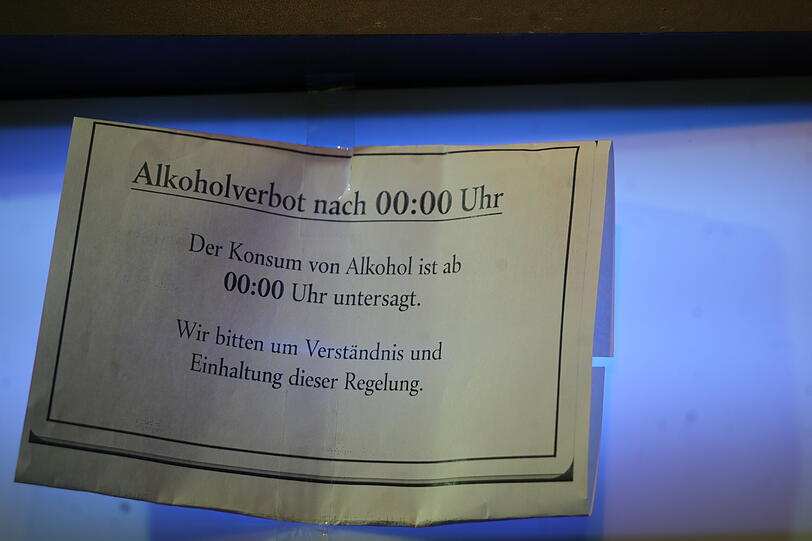 Alkoholverbot nach 00:00 Uhr
Der Konsum von Alkohol ist ab
00:00 Uhr untersagt.
Wir bitten um Verständnis und
Einhaltung dieser Regelung.